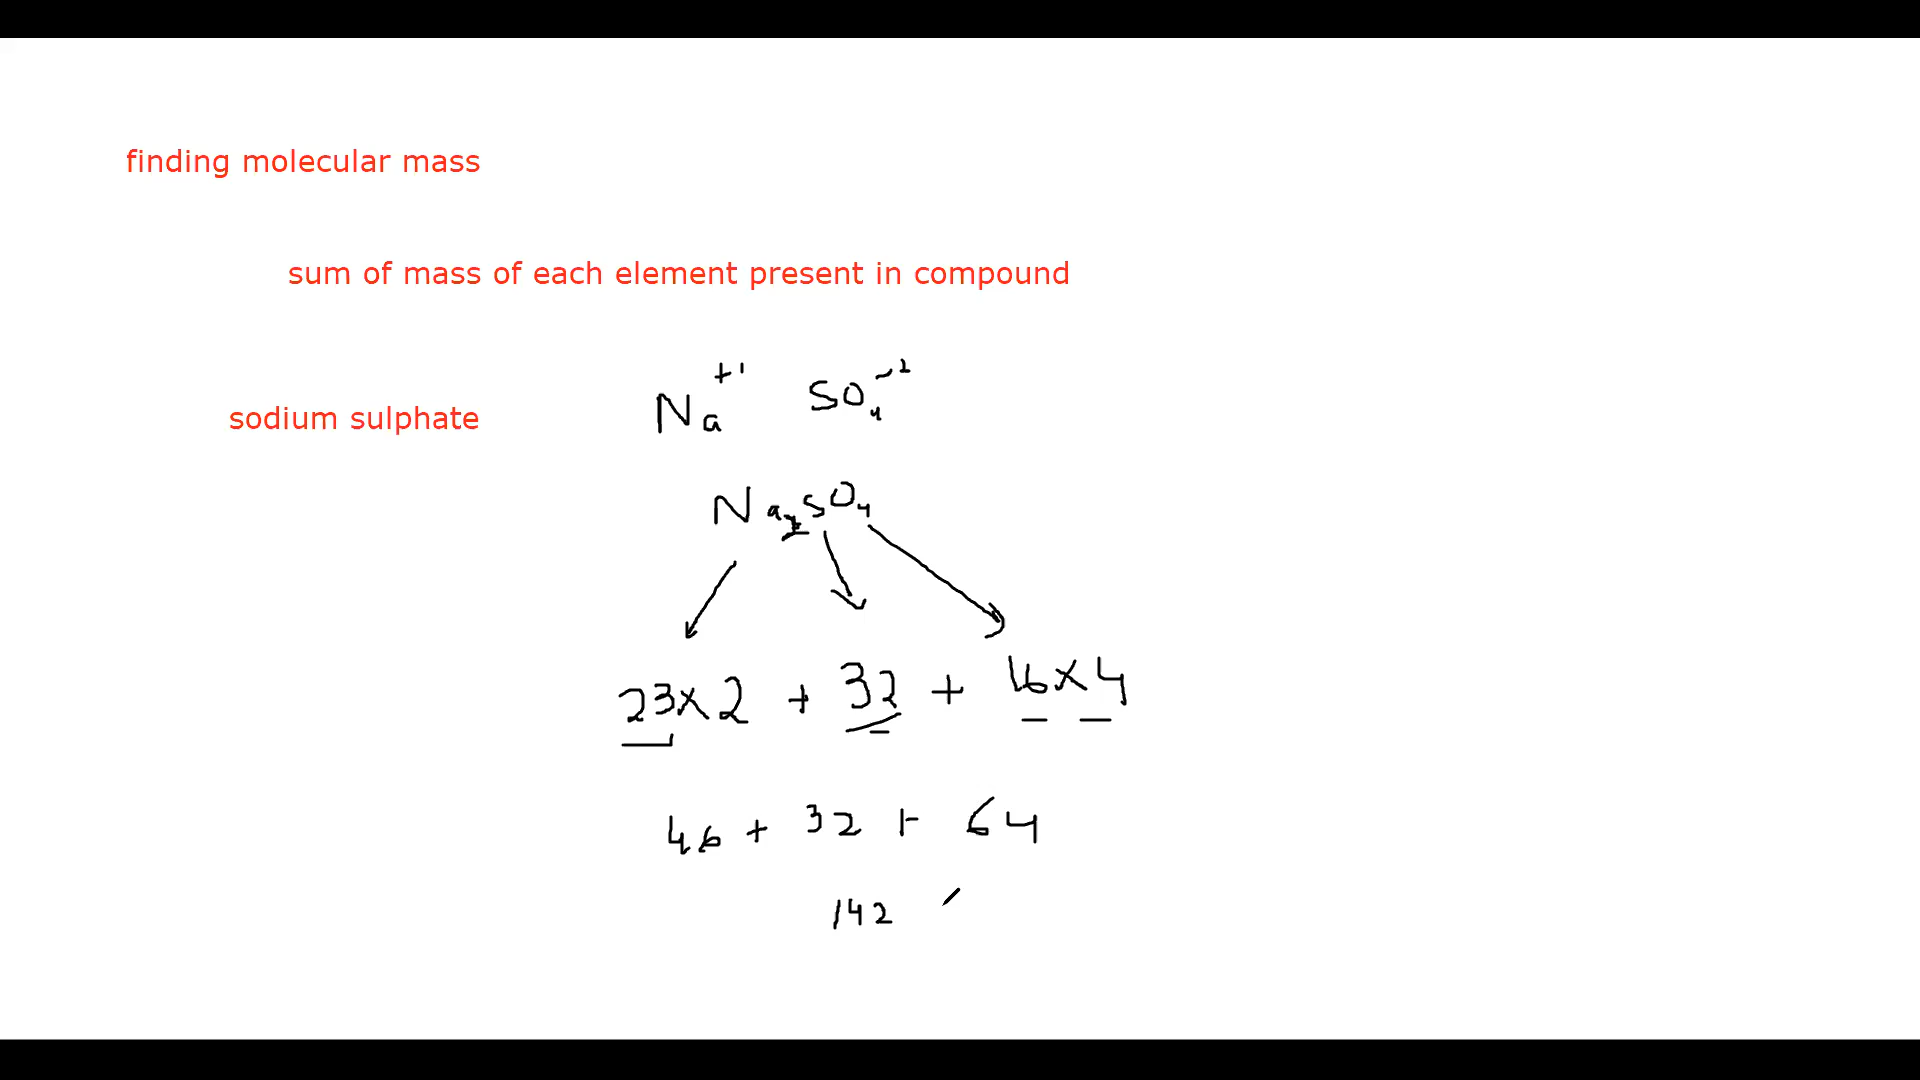 finding molecular mass
sum of mass of each element present in compound
Na+1 SO4-2
sodium sulphate
Na2SO4
23x2 + 32 + 16x4
46 + 32 + 64
142